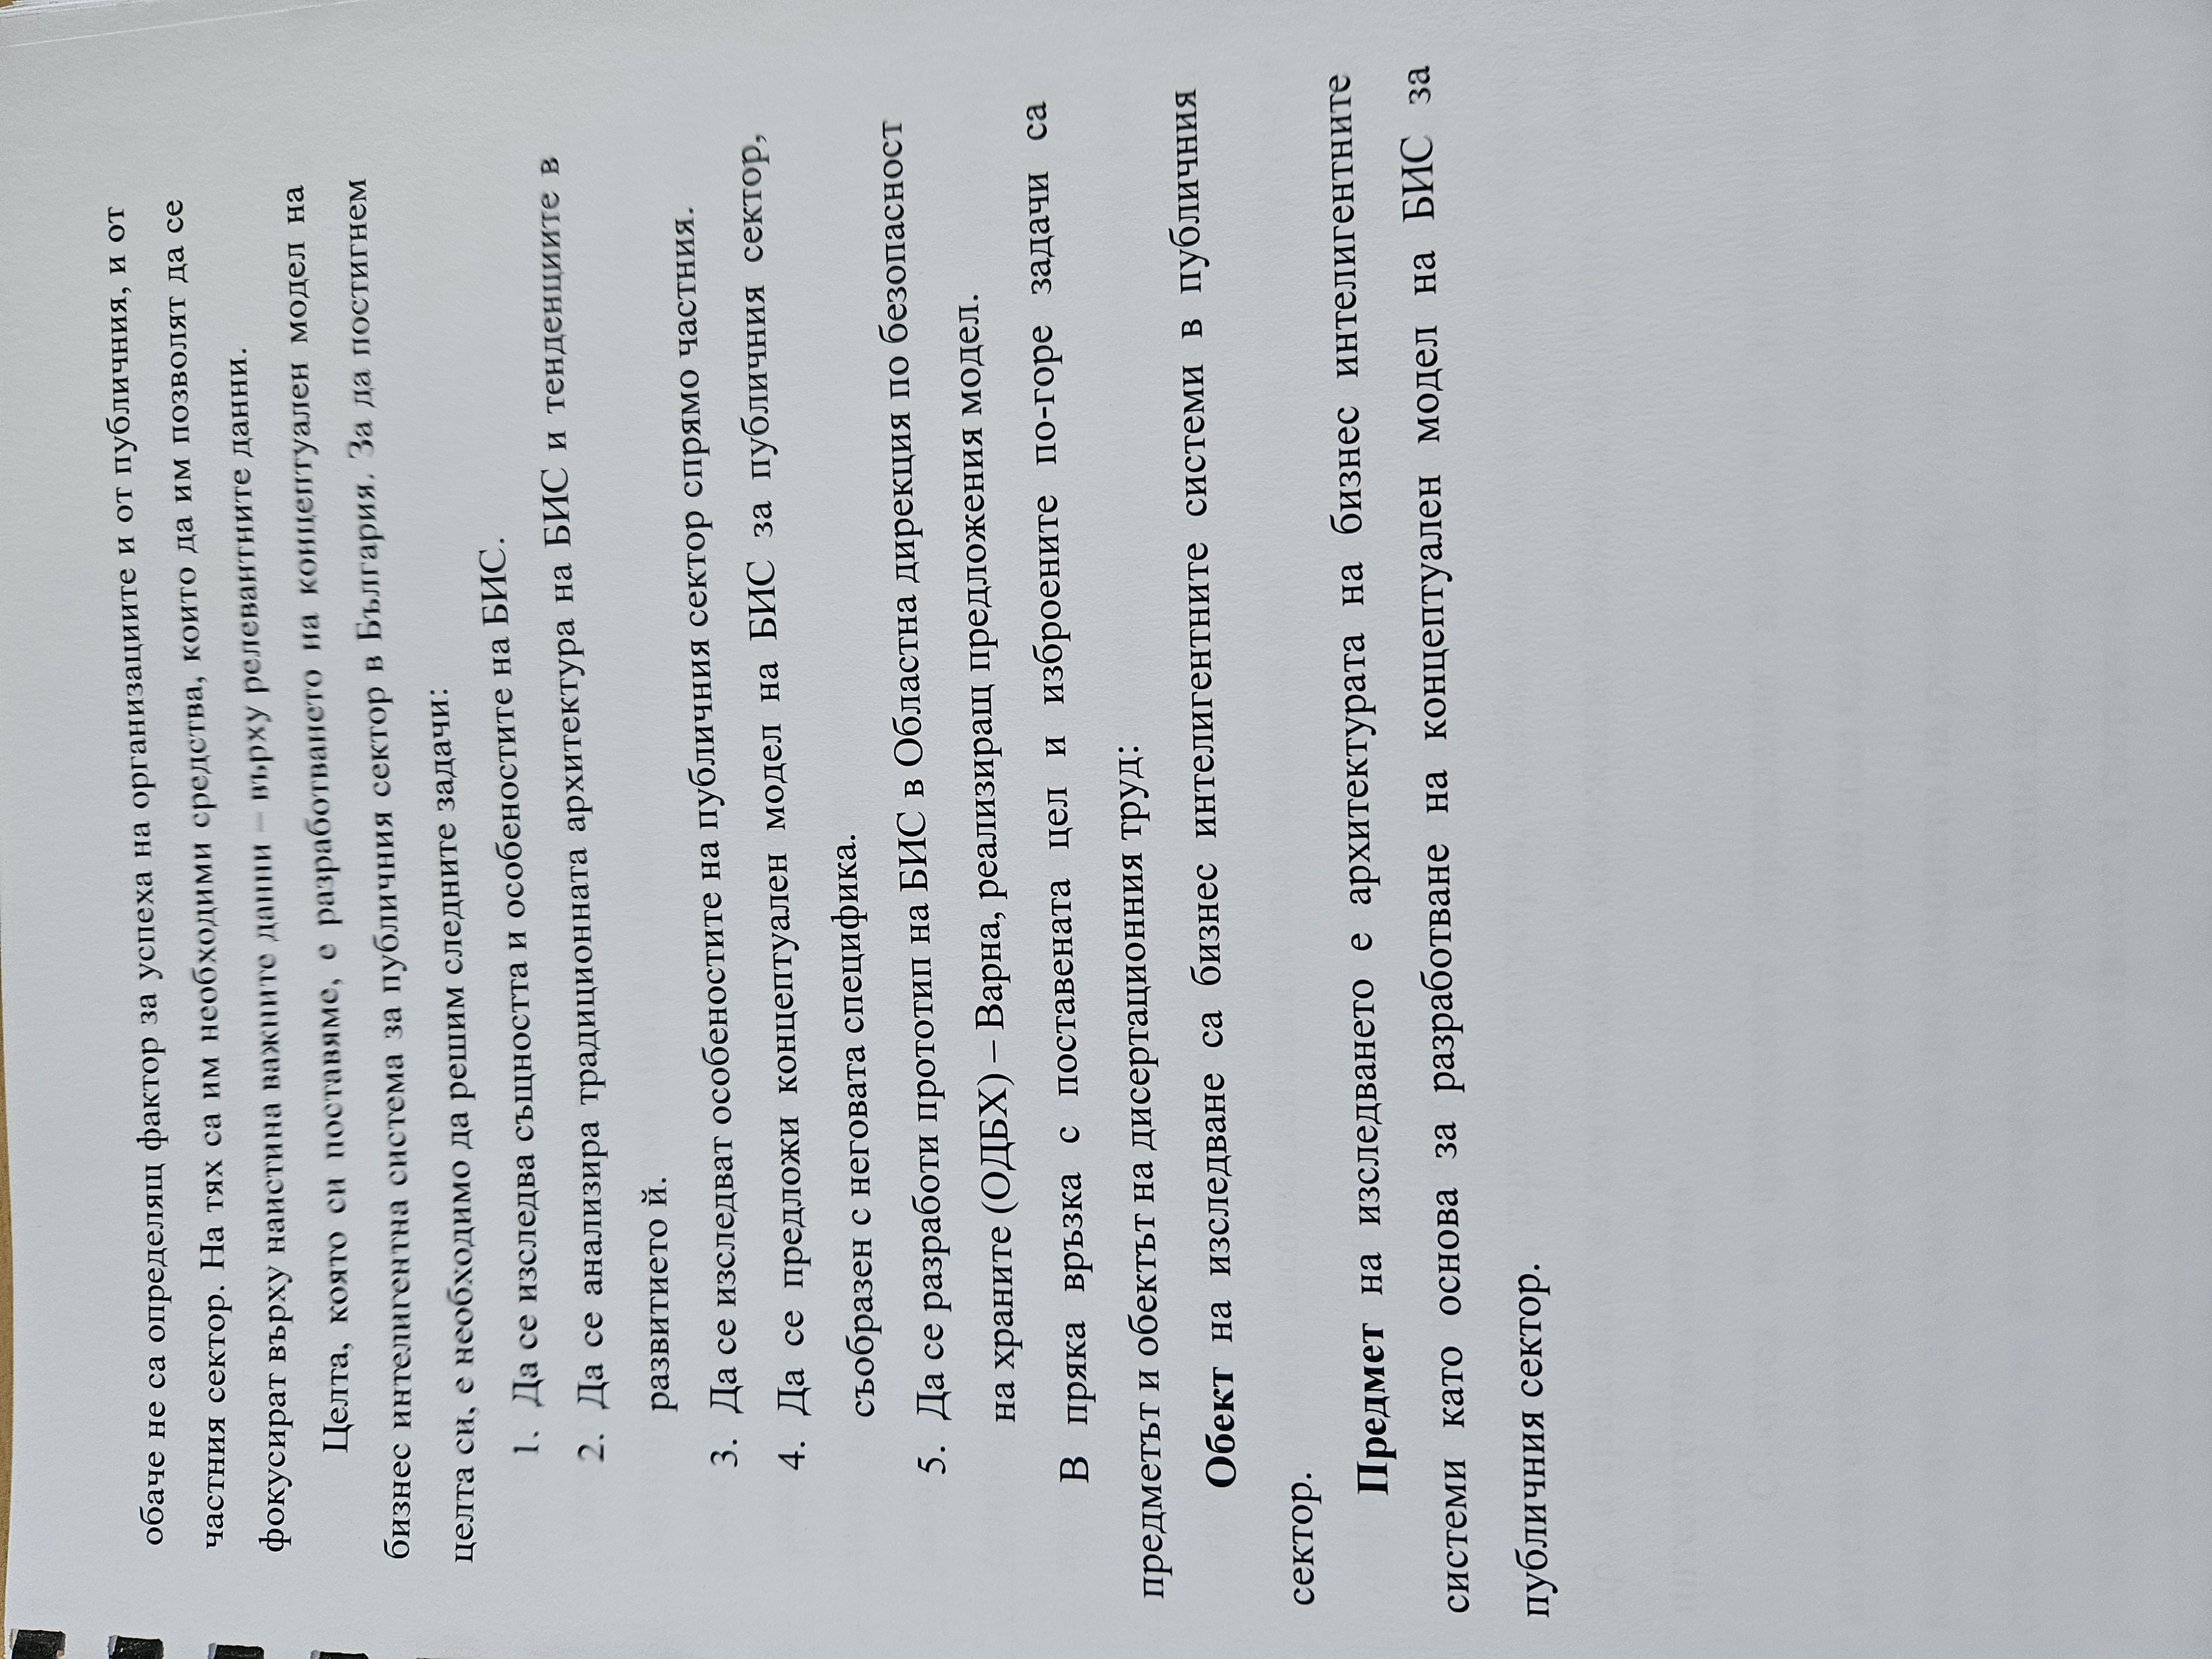 обаче не са определящ фактор за успеха на организациите и от публичния, и от
частния сектор. На тях са им необходими средства, които да им позволят да се
фокусират върху наистина важните данни – върху релевантните данни.
Целта, която си поставяме, е разработването на концептуален модел на
бизнес интелигентна система за публичния сектор в България. За да постигнем
целта си, е необходимо да решим следните задачи:
1. Да се изследва същността и особеностите на БИС.
2. Да се анализира традиционната архитектура на БИС и тенденциите в
развитието й.
3. Да се изследват особеностите на публичния сектор спрямо частния.
4. Да се предложи концептуален модел на БИС за публичния сектор,
съобразен с неговата специфика.
5. Да се разработи прототип на БИС в Областна дирекция по безопасност
на храните (ОДБХ) – Варна, реализиращ предложения модел.
В пряка връзка с поставената цел и изброените по-горе задачи са
предметът и обектът на дисертационния труд:
Обект на изследване са бизнес интелигентните системи в публичния
сектор.
Предмет на изследването е архитектурата на бизнес интелигентните
системи като основа за разработване на концептуален модел на БИС за
публичния сектор.